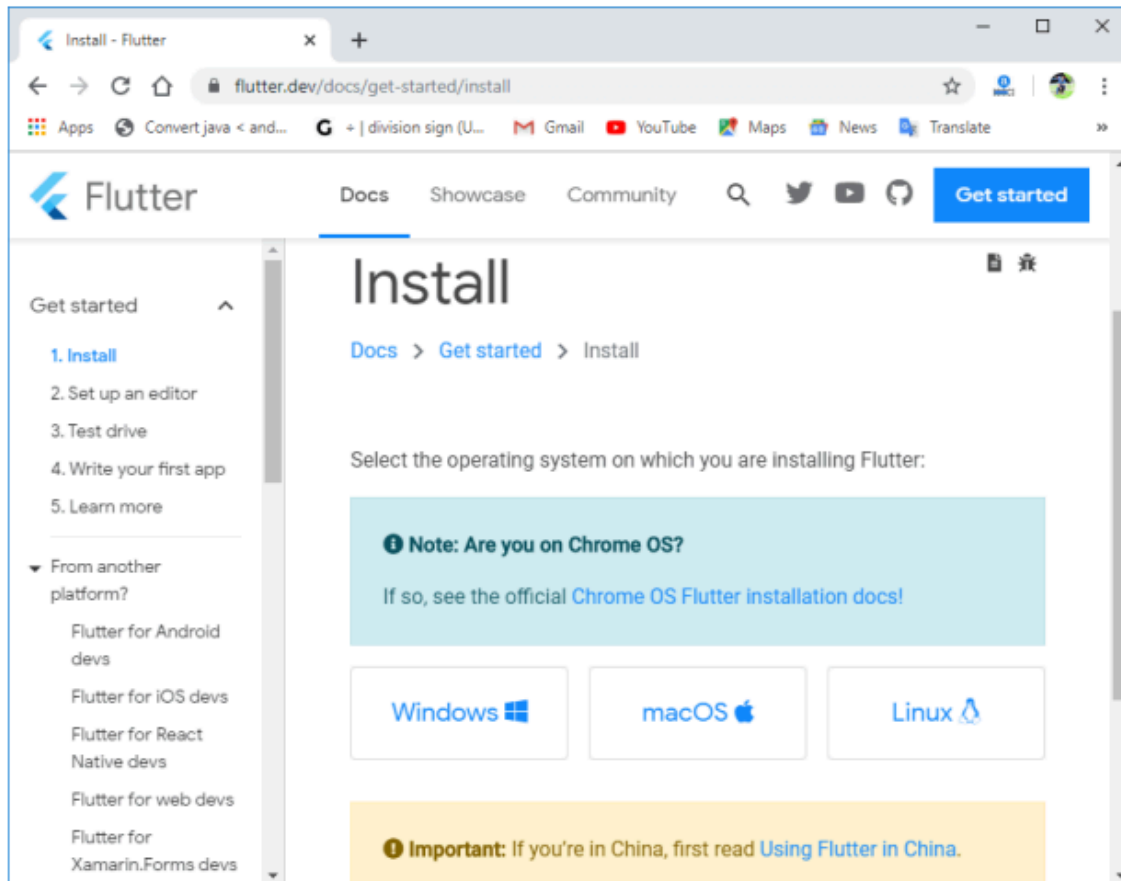 Install - Flutter
flutter.dev/docs/get-started/install
Apps Convert java < and... G ÷ | division sign (U... Gmail YouTube Maps News Translate »
Flutter Docs Showcase Community Get started
Get started
1. Install
2. Set up an editor
3. Test drive
4. Write your first app
5. Learn more
From another
platform?
Flutter for Android
devs
Flutter for iOS devs
Flutter for React
Native devs
Flutter for web devs
Flutter for
Xamarin.Forms devs
Install
Docs > Get started > Install
Select the operating system on which you are installing Flutter:
Note: Are you on Chrome OS?
If so, see the official Chrome OS Flutter installation docs!
Windows macOS Linux
Important: If you're in China, first read Using Flutter in China.